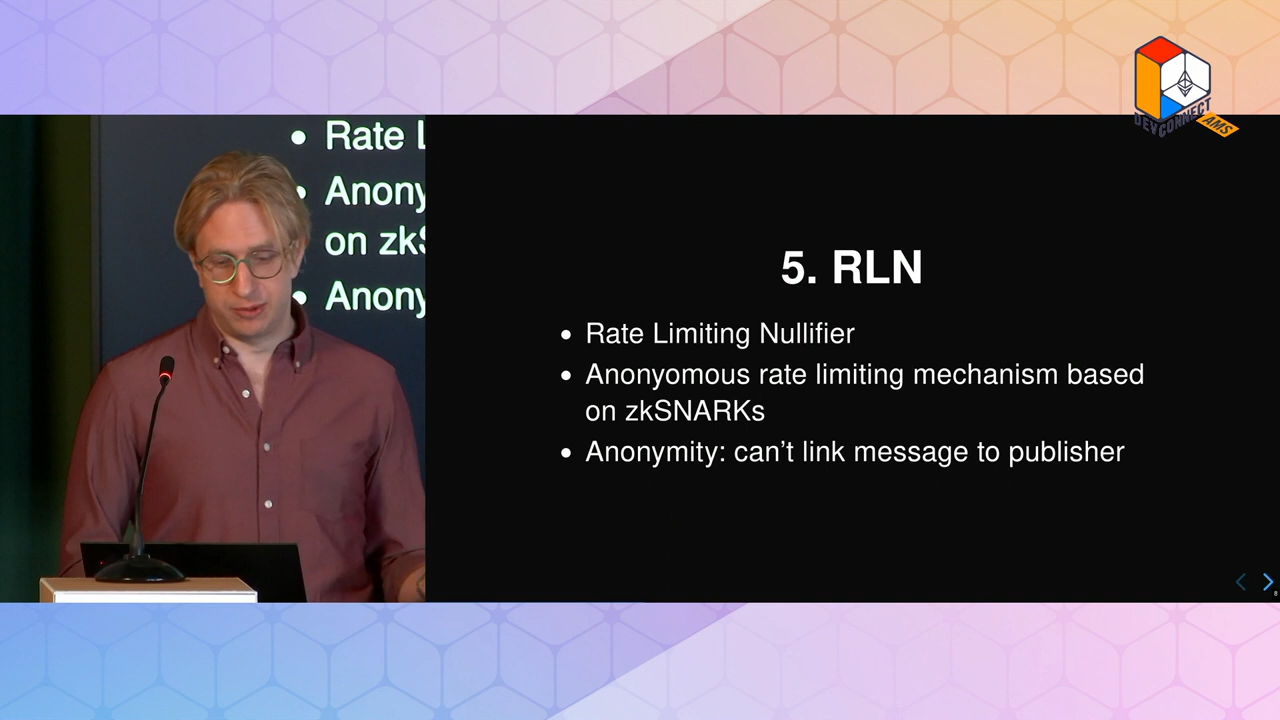 DEVCONNECT
AMS
Rate L
Anony
on zkS
Anony
5. RLN
Rate Limiting Nullifier
Anonyomous rate limiting mechanism based
on zkSNARKs
Anonymity: can't link message to publisher
8